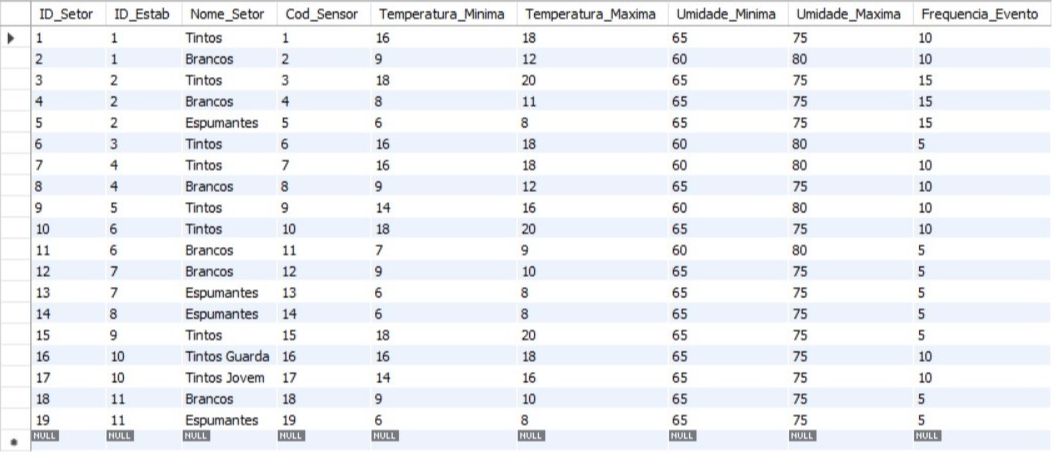 ID_Setor ID_Estab Nome_Setor Cod_Sensor Temperatura_Minima Temperatura_Maxima Umidade_Minima Umidade_Maxima Frequencia_Evento
1 1 Tintos 1 16 18 65 75 10
2 1 Brancos 2 9 12 60 80 10
3 2 Tintos 3 18 20 65 75 15
4 2 Brancos 4 8 11 65 75 15
5 2 Espumantes 5 6 8 65 75 15
6 3 Tintos 6 16 18 60 80 5
7 4 Tintos 7 16 18 60 80 10
8 4 Brancos 8 9 12 65 75 10
9 5 Tintos 9 14 16 60 80 10
10 6 Tintos 10 18 20 65 75 10
11 6 Brancos 11 7 9 60 80 5
12 7 Brancos 12 9 10 65 75 5
13 7 Espumantes 13 6 8 65 75 5
14 8 Espumantes 14 6 8 65 75 5
15 9 Tintos 15 18 20 65 75 5
16 10 Tintos Guarda 16 16 18 65 75 10
17 10 Tintos Jovem 17 14 16 65 75 10
18 11 Brancos 18 9 10 65 75 5
19 11 Espumantes 19 6 8 65 75 5
NULL NULL NULL NULL NULL NULL NULL NULL NULL